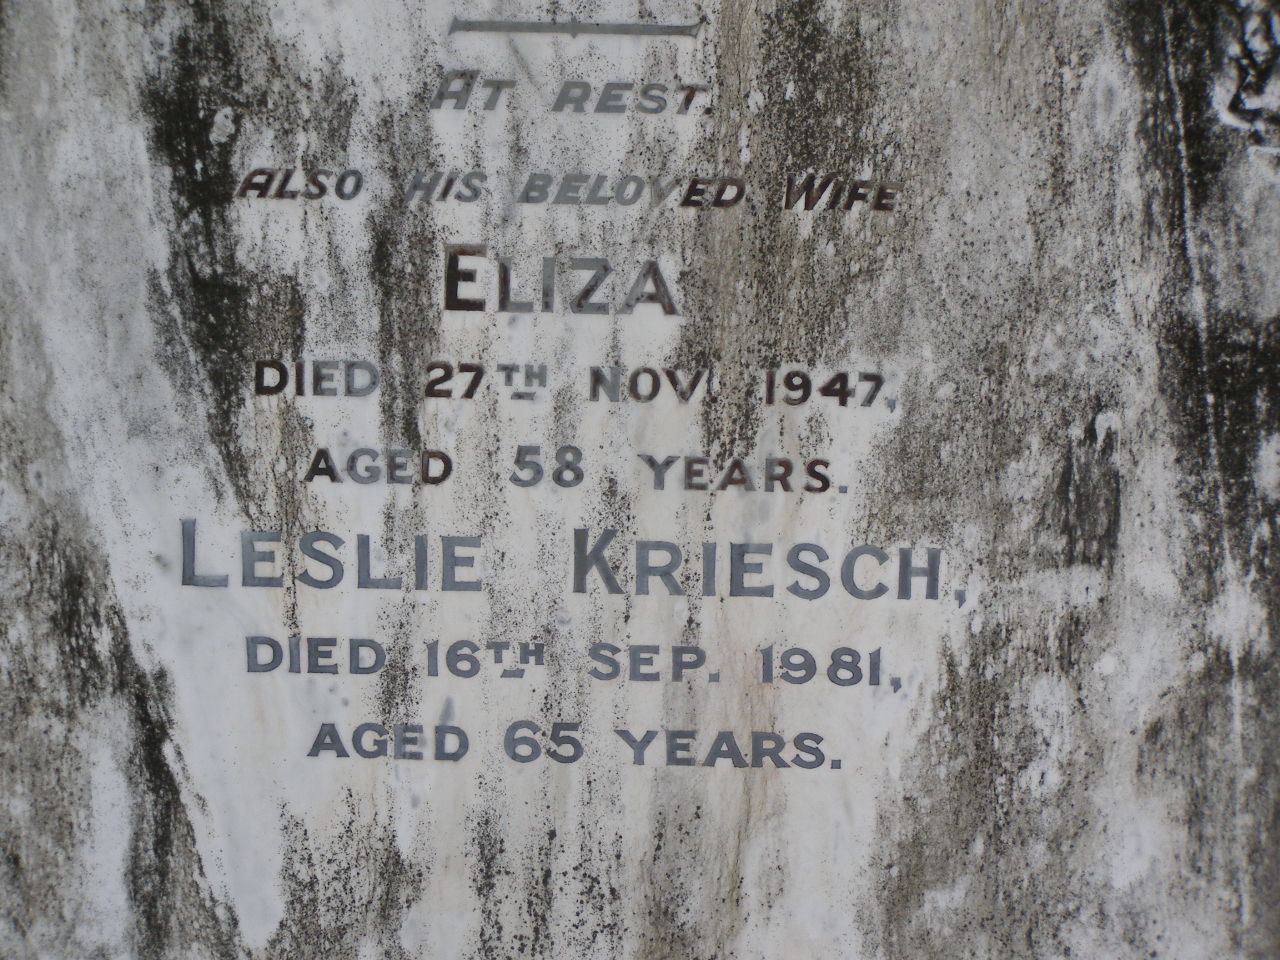 AT REST
ALSO HIS BELOVED WIFE
ELIZA
DIED 27TH NOV 1947,
AGED 58 YEARS.
LESLIE KRIESCH,
DIED 16TH SEP. 1981,
AGED 65 YEARS.